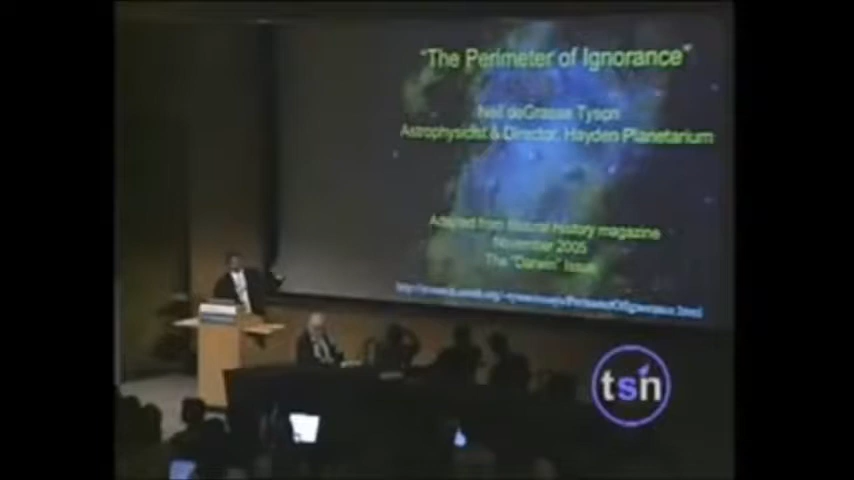 "The Perimeter of Ignorance"
Neil deGrasse Tyson
Astrophysicist & Director, Hayden Planetarium
Adapted from Natural History magazine
November 2005
The "Darwin" Issue
tsn